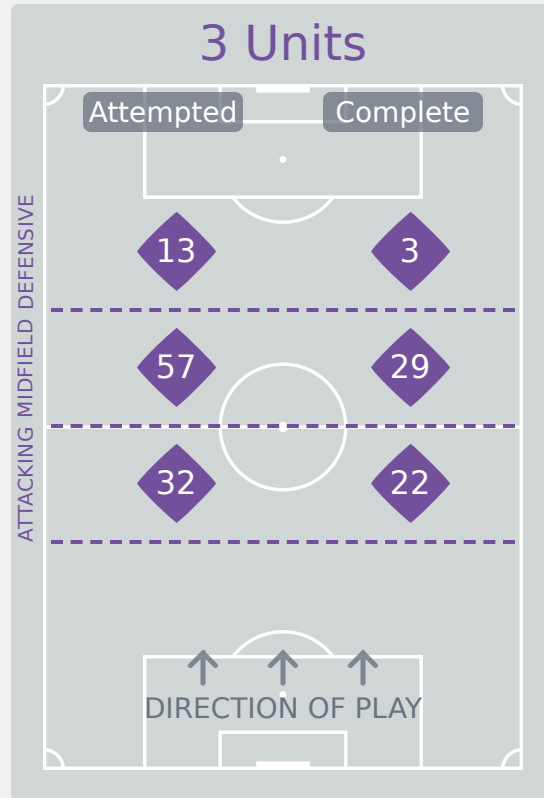 3 Units
Attempted Complete
ATTACKING MIDFIELD DEFENSIVE
13 3
57 29
32 22
DIRECTION OF PLAY